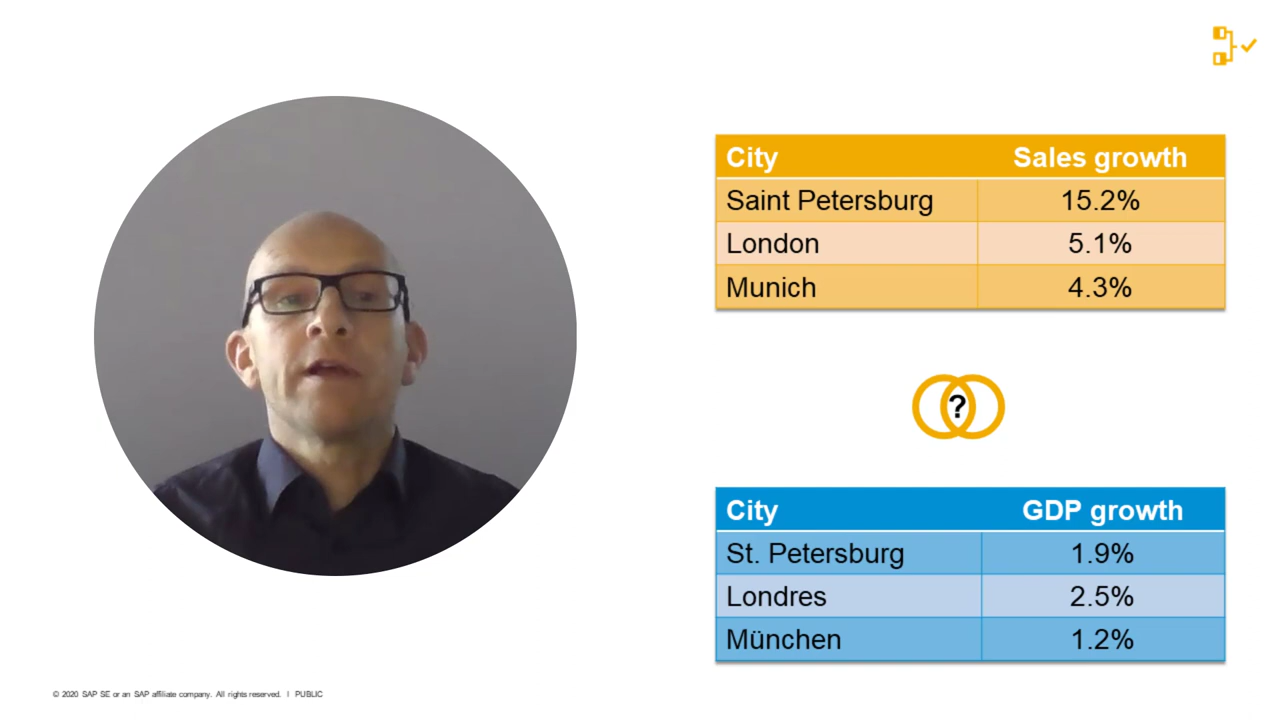 City Sales growth
Saint Petersburg 15.2%
London 5.1%
Munich 4.3%
?
City GDP growth
St. Petersburg 1.9%
Londres 2.5%
München 1.2%
© 2020 SAP SE or an SAP affiliate company. All rights reserved. I PUBLIC